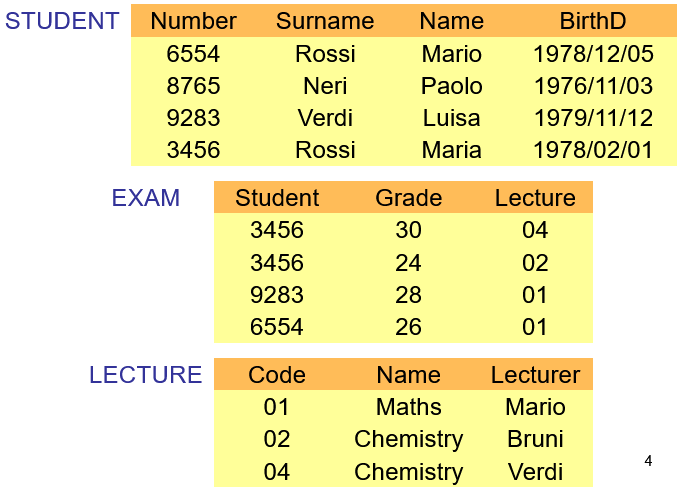 STUDENT Number Surname Name BirthD
6554 Rossi Mario 1978/12/05
8765 Neri Paolo 1976/11/03
9283 Verdi Luisa 1979/11/12
3456 Rossi Maria 1978/02/01
EXAM Student Grade Lecture
3456 30 04
3456 24 02
9283 28 01
6554 26 01
LECTURE Code Name Lecturer
01 Maths Mario
02 Chemistry Bruni
04 Chemistry Verdi
4